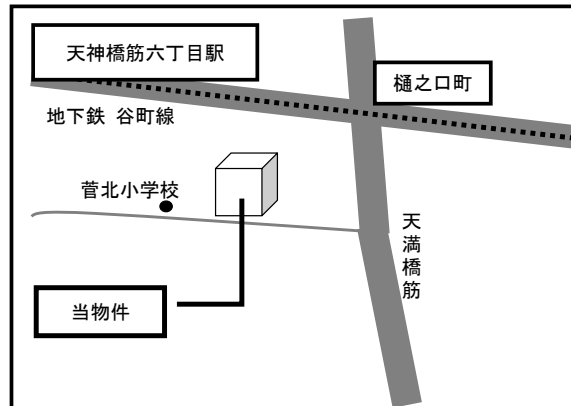 天神橋筋六丁目駅
樋之口町
地下鉄 谷町線
菅北小学校
天満橋筋
当物件